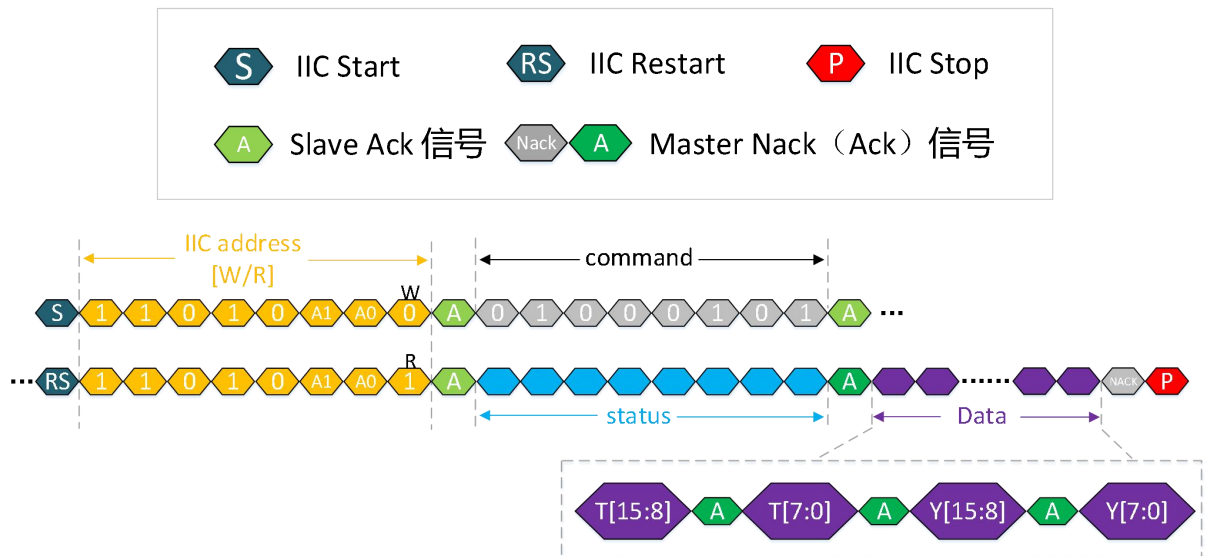 S IIC Start RS IIC Restart P IIC Stop
A Slave Ack 信号 Nack A Master Nack（Ack）信号
IIC address
[W/R]
command
W
S 1 1 0 1 0 A1 A0 0 A 0 1 0 0 0 1 0 1 A ...
R
... RS 1 1 0 1 0 A1 A0 1 A A ...... NACK P
status Data
T[15:8] A T[7:0] A Y[15:8] A Y[7:0]